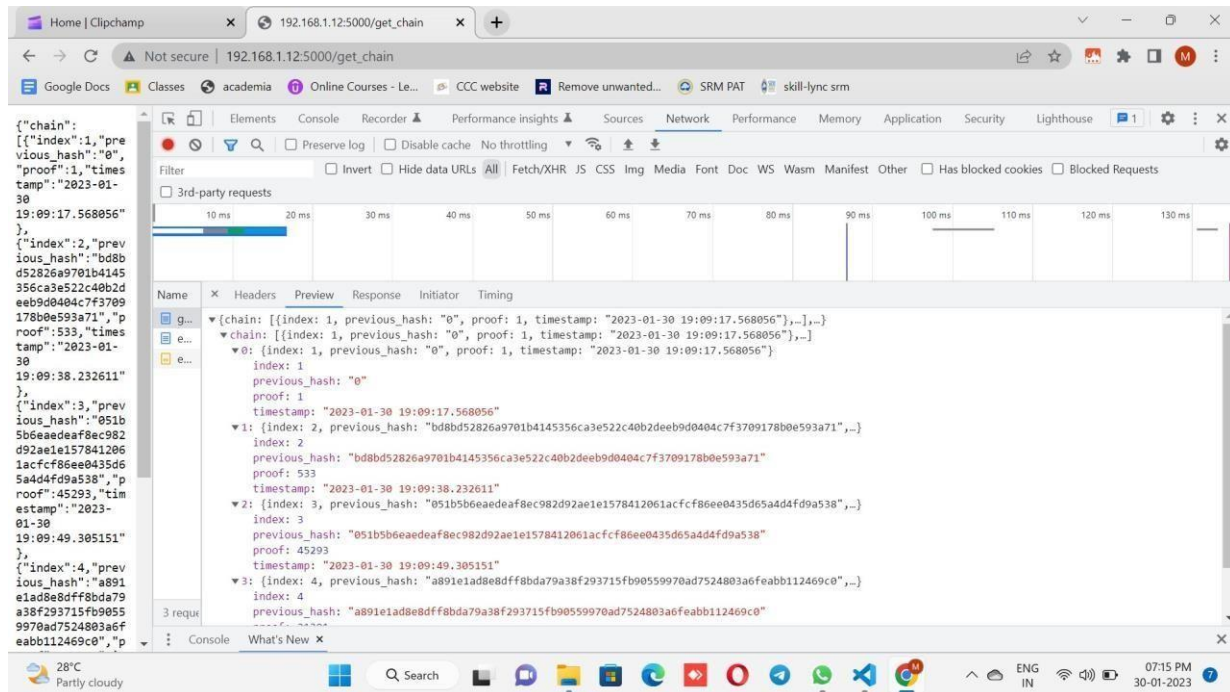 Home | Clipchamp
192.168.1.12:5000/get_chain
Not secure | 192.168.1.12:5000/get_chain
M
Google Docs Classes academia Online Courses - Le... CCC website Remove unwanted... SRM PAT skill-lync srm
{"chain":
[{"index":1,"pre
vious_hash":"0",
"proof":1,"times
tamp":"2023-01-
30
19:09:17.568056"
},
{"index":2,"prev
ious_hash":"bd8b
d52826a9701b4145
356ca3e522c40b2d
eeb9d0404c7f3709
178b0e593a71","p
roof":533,"times
tamp":"2023-01-
30
19:09:38.232611"
},
{"index":3,"prev
ious_hash":"051b
5b6eaedeaf8ec982
d92ae1e157841206
1acfcf86ee0435d6
5a4d4fd9a538","p
roof":45293,"tim
estamp":"2023-
01-30
19:09:49.305151"
},
{"index":4,"prev
ious_hash":"a891
e1ad8e8dff8bda79
a38f293715fb9055
9970ad7524803a6f
eabb112469c0","p
Elements Console Recorder Performance insights Sources Network Performance Memory Application Security Lighthouse 1
Preserve log Disable cache No throttling
Filter Invert Hide data URLs All Fetch/XHR JS CSS Img Media Font Doc WS Wasm Manifest Other Has blocked cookies Blocked Requests
3rd-party requests
10 ms 20 ms 30 ms 40 ms 50 ms 60 ms 70 ms 80 ms 90 ms 100 ms 110 ms 120 ms 130 ms
Name Headers Preview Response Initiator Timing
g...
e...
e...
3 reque
{chain: [{index: 1, previous_hash: "0", proof: 1, timestamp: "2023-01-30 19:09:17.568056"},…],…}
chain: [{index: 1, previous_hash: "0", proof: 1, timestamp: "2023-01-30 19:09:17.568056"},…]
0: {index: 1, previous_hash: "0", proof: 1, timestamp: "2023-01-30 19:09:17.568056"}
index: 1
previous_hash: "0"
proof: 1
timestamp: "2023-01-30 19:09:17.568056"
1: {index: 2, previous_hash: "bd8bd52826a9701b4145356ca3e522c40b2deeb9d0404c7f3709178b0e593a71",…}
index: 2
previous_hash: "bd8bd52826a9701b4145356ca3e522c40b2deeb9d0404c7f3709178b0e593a71"
proof: 533
timestamp: "2023-01-30 19:09:38.232611"
2: {index: 3, previous_hash: "051b5b6eaedeaf8ec982d92ae1e1578412061acfcf86ee0435d65a4d4fd9a538",…}
index: 3
previous_hash: "051b5b6eaedeaf8ec982d92ae1e1578412061acfcf86ee0435d65a4d4fd9a538"
proof: 45293
timestamp: "2023-01-30 19:09:49.305151"
3: {index: 4, previous_hash: "a891e1ad8e8dff8bda79a38f293715fb90559970ad7524803a6feabb112469c0",…}
index: 4
previous_hash: "a891e1ad8e8dff8bda79a38f293715fb90559970ad7524803a6feabb112469c0"
Console What's New
28°C
Partly cloudy
Search
ENG
IN
07:15 PM
30-01-2023
7